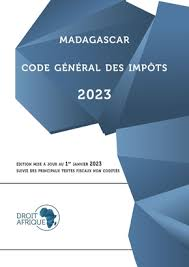 MADAGASCAR
CODE GÉNÉRAL DES IMPÔTS
2023
ÉDITION MISE À JOUR AU 1ER JANVIER 2023
SUIVIE DES PRINCIPAUX TEXTES FISCAUX NON CODIFIÉS
DROIT
AFRIQUE